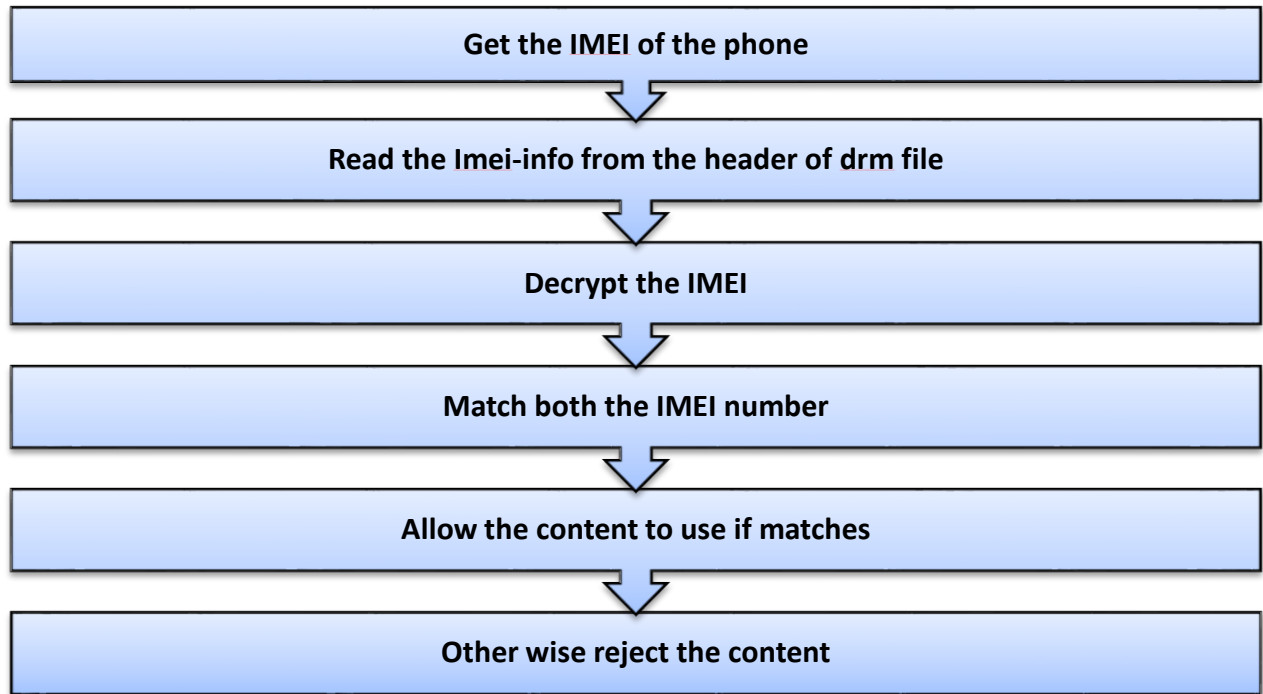 Get the IMEI of the phone
Read the Imei-info from the header of drm file
Decrypt the IMEI
Match both the IMEI number
Allow the content to use if matches
Other wise reject the content